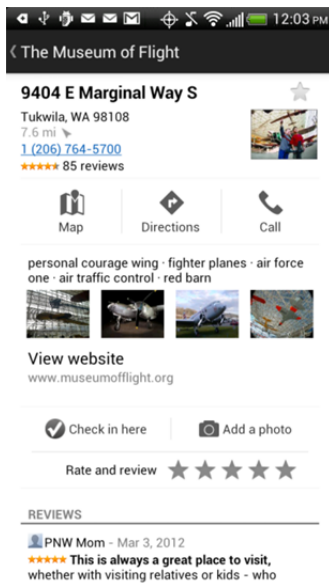 12:03 PM
The Museum of Flight
9404 E Marginal Way S
Tukwila, WA 98108
7.6 mi
1 (206) 764-5700
85 reviews
Map
Directions
Call
personal courage wing · fighter planes · air force
one · air traffic control · red barn
View website
www.museumofflight.org
Check in here
Add a photo
Rate and review
REVIEWS
PNW Mom - Mar 3, 2012
This is always a great place to visit,
whether with visiting relatives or kids - who